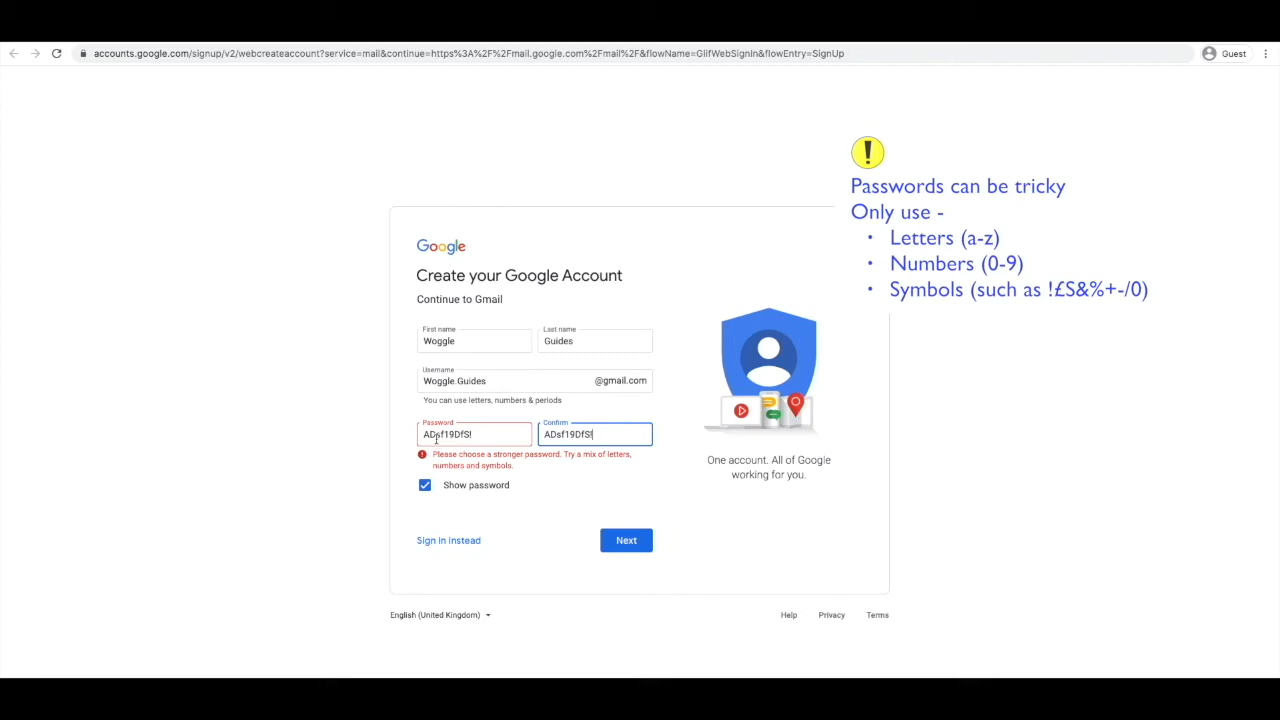 accounts.google.com/signup/v2/webcreateaccount?service=mail&continue=https%3A%2F%2Fmail.google.com%2Fmail%2F&flowName=GlifWebSignIn&flowEntry=SignUp
Guest
!
Passwords can be tricky
Only use -
• Letters (a-z)
• Numbers (0-9)
• Symbols (such as !£S&%+-/0)
Google
Create your Google Account
Continue to Gmail
First name
Woggle
Last name
Guides
Username
Woggle.Guides
@gmail.com
You can use letters, numbers & periods
Password
ADsf19DfS!
Confirm
ADsf19DfS!
Please choose a stronger password. Try a mix of letters,
numbers and symbols.
Show password
One account. All of Google
working for you.
Sign in instead
Next
English (United Kingdom)
Help
Privacy
Terms